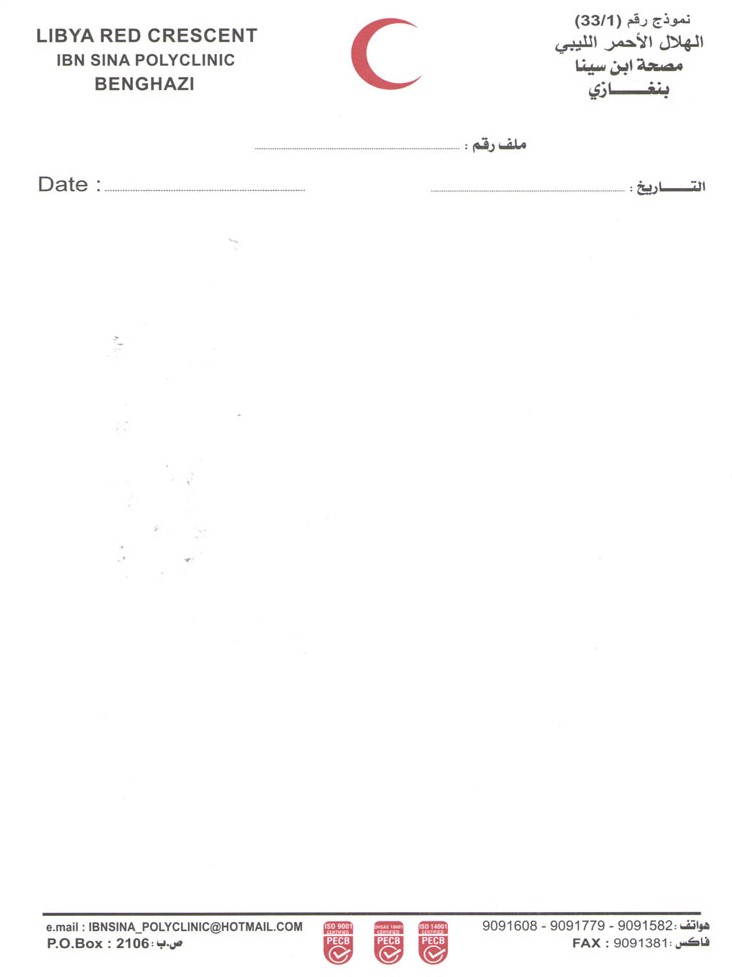 LIBYA RED CRESCENT
IBN SINA POLYCLINIC
BENGHAZI
نموذج رقم (33/1)
الهلال الأحمر الليبي
مصحة ابن سينا
بنغـــــازي
ملف رقم :
Date :
التـــــاريخ :
e.mail : IBNSINA_POLYCLINIC@HOTMAIL.COM
P.O.Box : 2106 : ص.ب
ISO 9001
CERTIFIED
PECB
OHSAS 18001
CERTIFIED
PECB
ISO 14001
CERTIFIED
PECB
هواتف : 9091582 - 9091779 - 9091608
فاكس : 9091381 : FAX